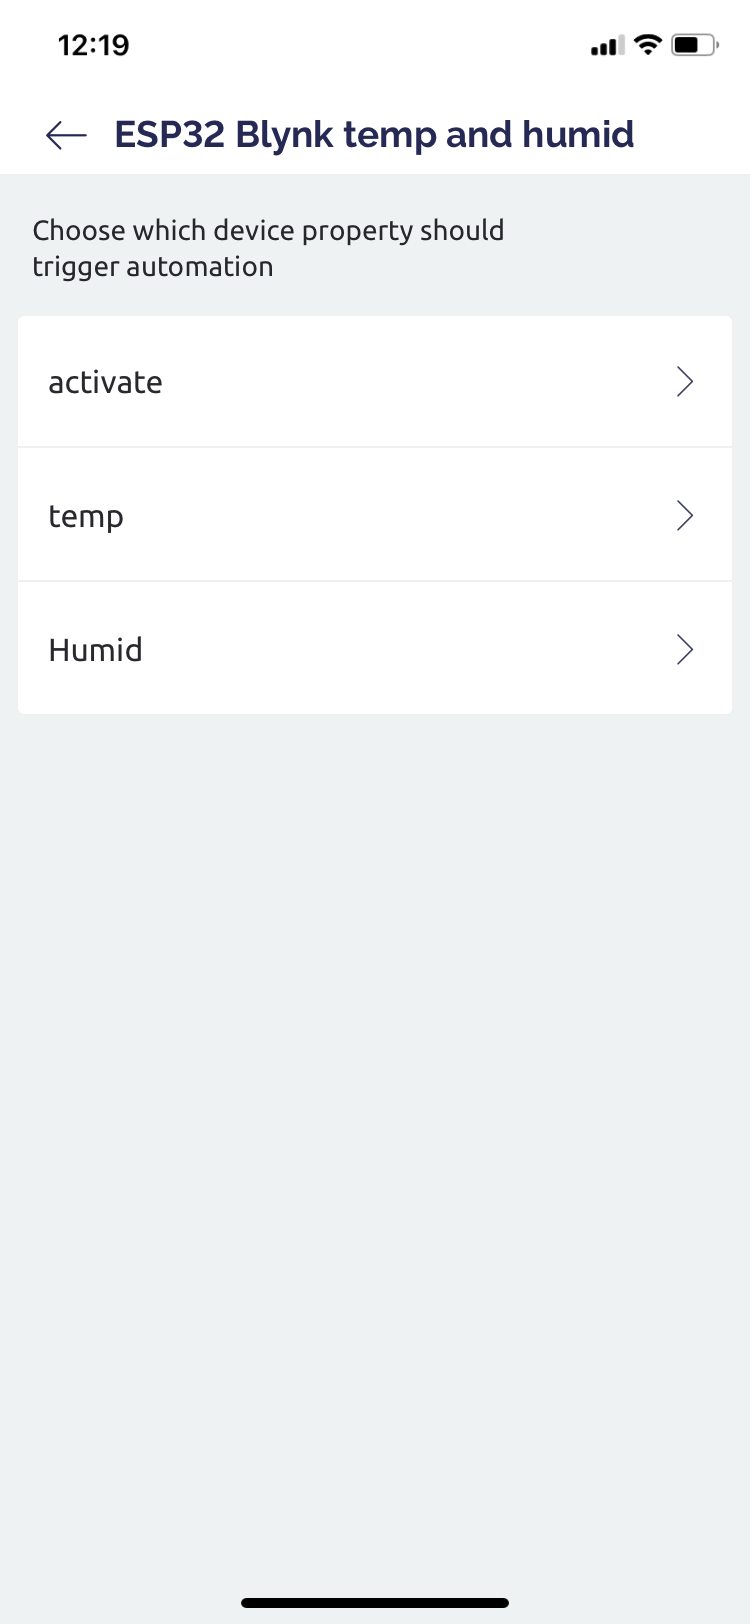 12:19
ESP32 Blynk temp and humid
Choose which device property should
trigger automation
activate
temp
Humid